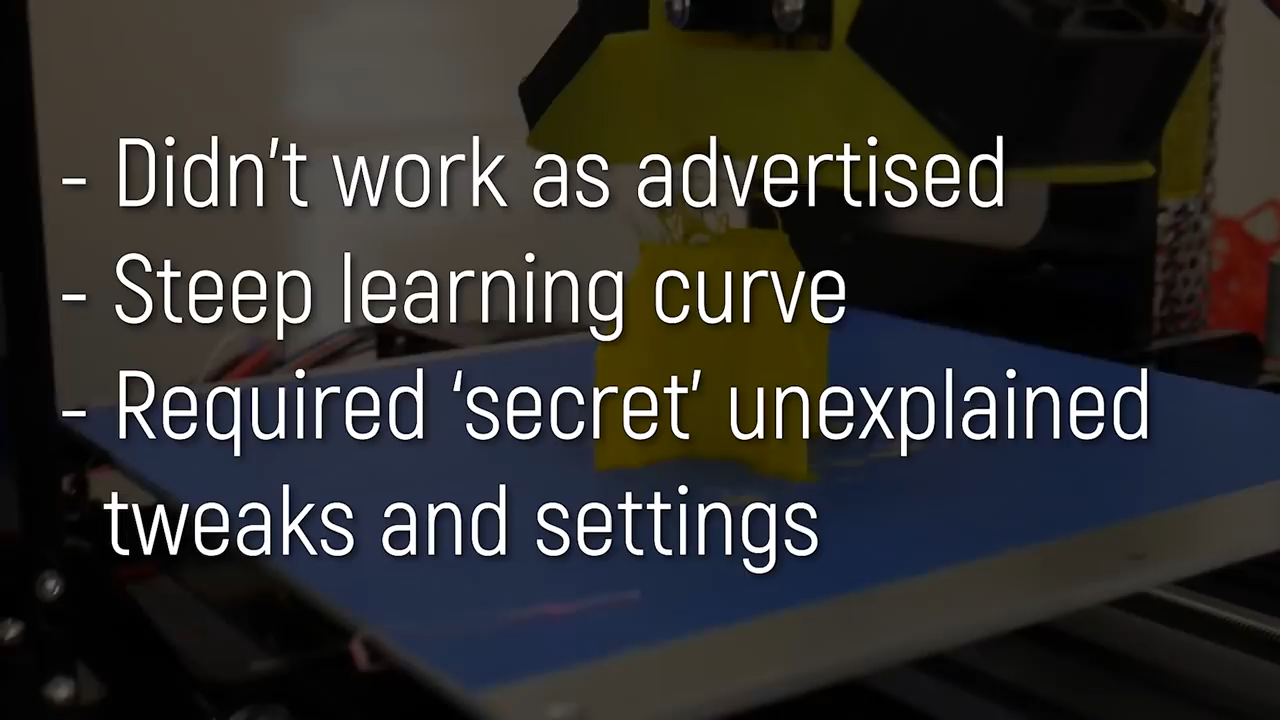 - Didn’t work as advertised
- Steep learning curve
- Required ‘secret’ unexplained
tweaks and settings